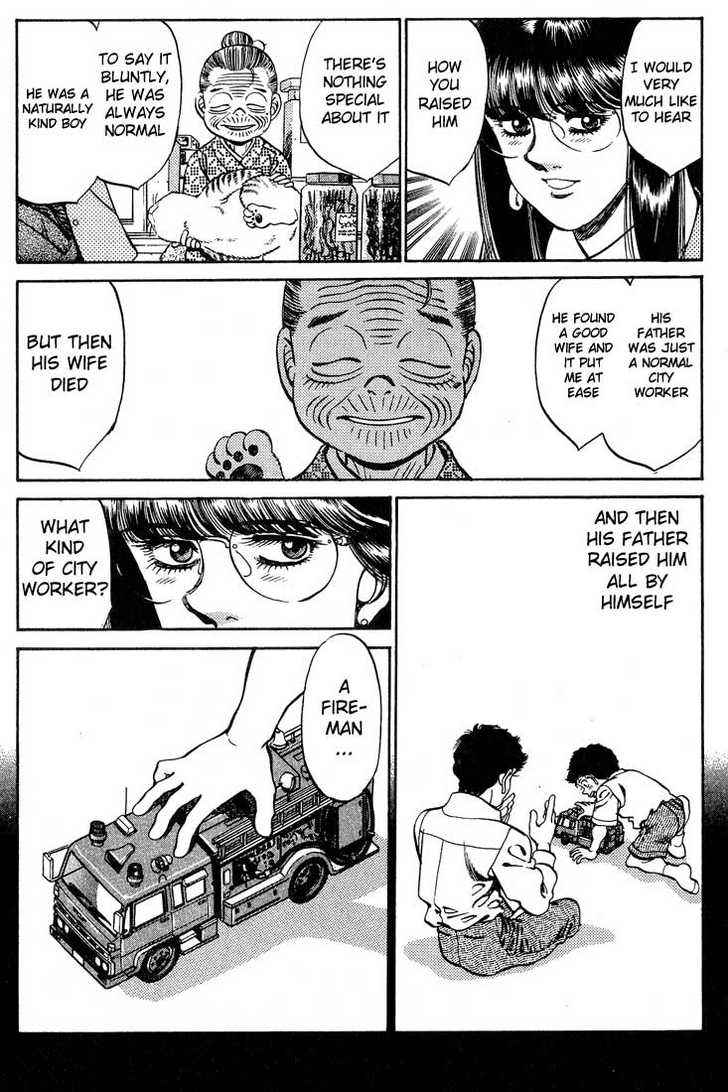 I WOULD
VERY
MUCH LIKE
TO HEAR
HOW
YOU
RAISED
HIM
THERE'S
NOTHING
SPECIAL
ABOUT IT
TO SAY IT
BLUNTLY,
HE WAS
ALWAYS
NORMAL
HE WAS A
NATURALLY
KIND BOY
HIS
FATHER
WAS JUST
A NORMAL
CITY
WORKER
HE FOUND
A GOOD
WIFE AND
IT PUT
ME AT
EASE
BUT THEN
HIS WIFE
DIED
AND THEN
HIS FATHER
RAISED HIM
ALL BY
HIMSELF
WHAT
KIND
OF CITY
WORKER?
A
FIRE-
MAN
...